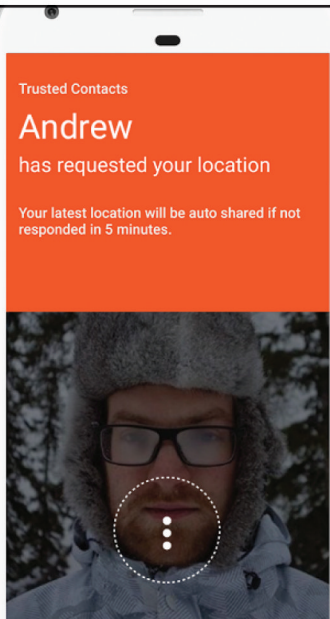 Trusted Contacts
Andrew
has requested your location
Your latest location will be auto shared if not
responded in 5 minutes.